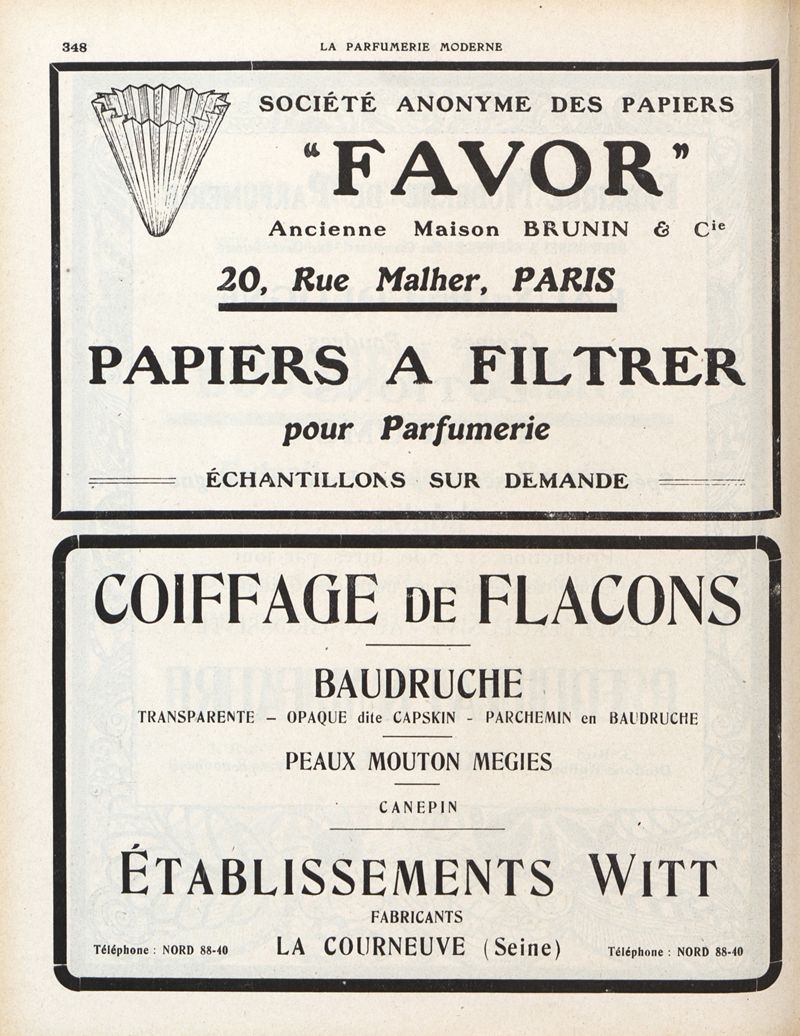 348
LA PARFUMERIE MODERNE
SOCIÉTÉ ANONYME DES PAPIERS
"FAVOR"
Ancienne Maison BRUNIN & Cie
20, Rue Malher, PARIS
PAPIERS A FILTRER
pour Parfumerie
ÉCHANTILLONS SUR DEMANDE
COIFFAGE DE FLACONS
BAUDRUCHE
TRANSPARENTE – OPAQUE dite CAPSKIN - PARCHEMIN en BAUDRUCHE
PEAUX MOUTON MEGIES
CANEPIN
ÉTABLISSEMENTS WITT
FABRICANTS
Téléphone : NORD 88-40 LA COURNEUVE (Seine) Téléphone : NORD 88-40